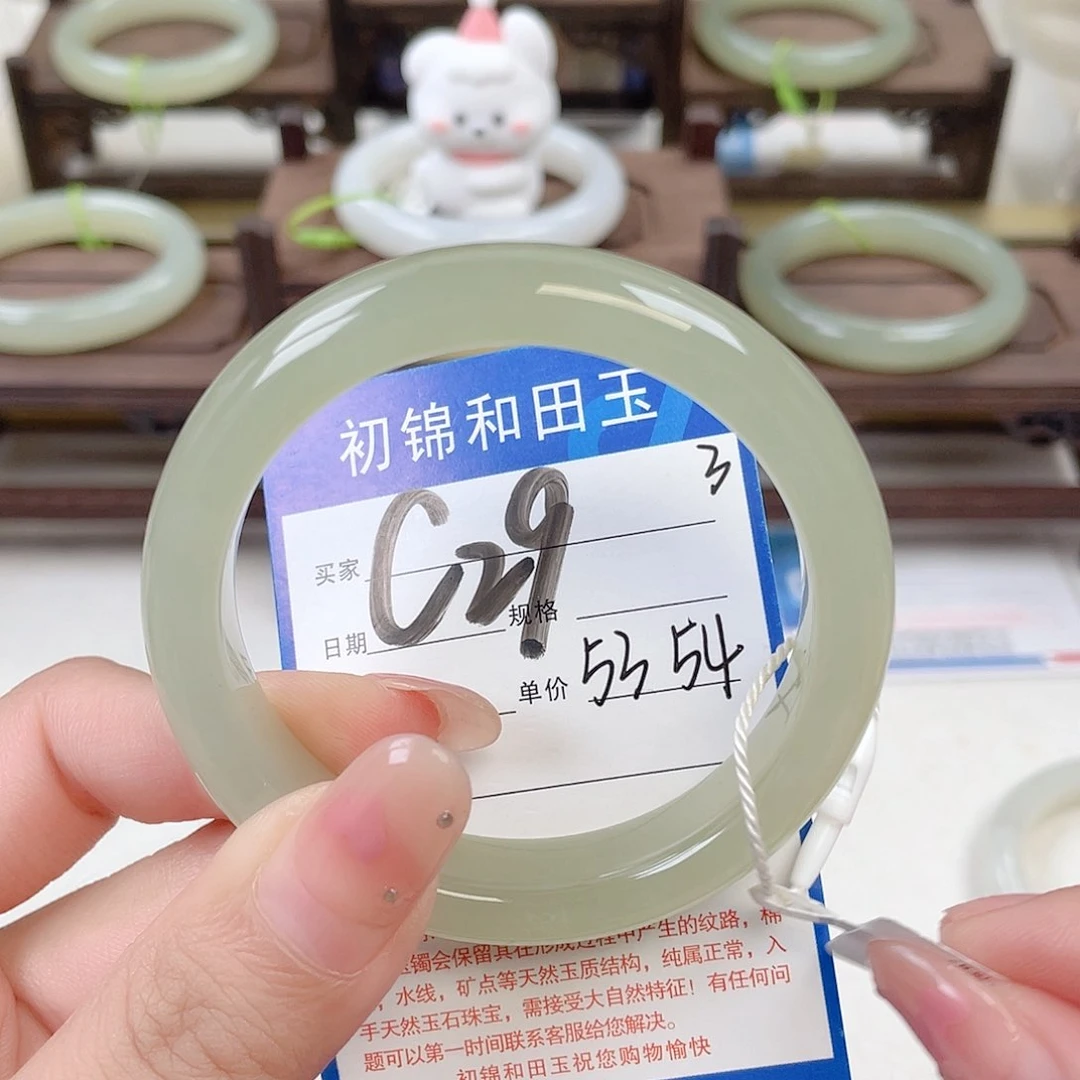 初锦和田玉
3
买家
C29
规格
日期
单价 53 54
镯会保留其在形成过程中产生的纹路，棉
，水线，矿点等天然玉质结构，纯属正常，入
手天然玉石珠宝，需接受大自然特征！有任何问
题可以第一时间联系客服给您解决。
初锦和田玉祝您购物愉快